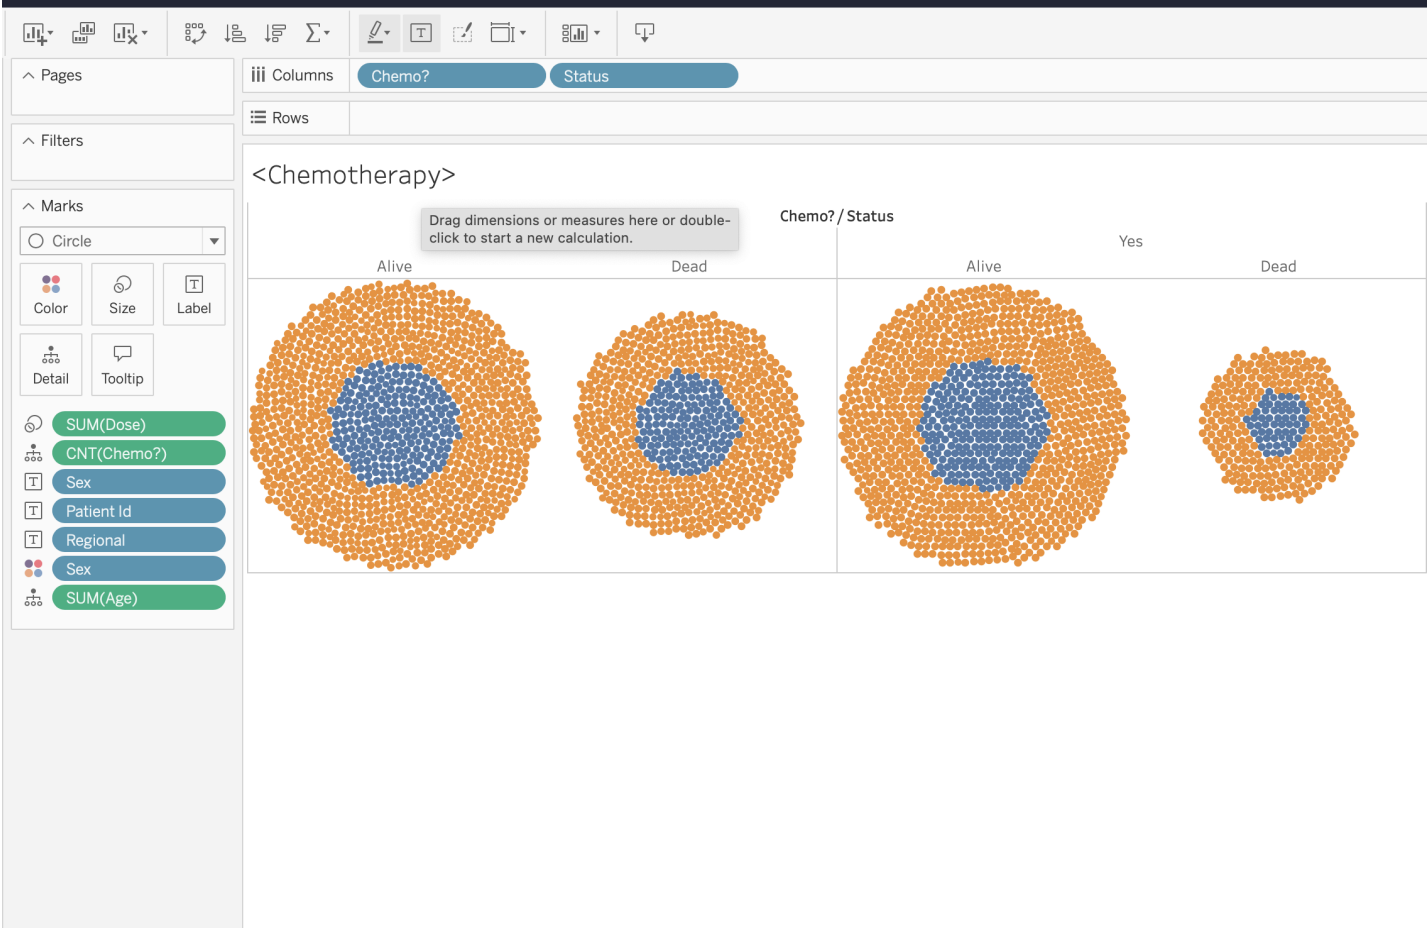 Pages
Columns
Chemo?
Status
Rows
Filters
<Chemotherapy>
Marks
Circle
Color
Size
T
Label
Detail
Tooltip
SUM(Dose)
CNT(Chemo?)
T
Sex
T
Patient Id
T
Regional
Sex
SUM(Age)
T
Drag dimensions or measures here or double-
click to start a new calculation.
Chemo? / Status
Yes
Alive
Dead
Alive
Dead